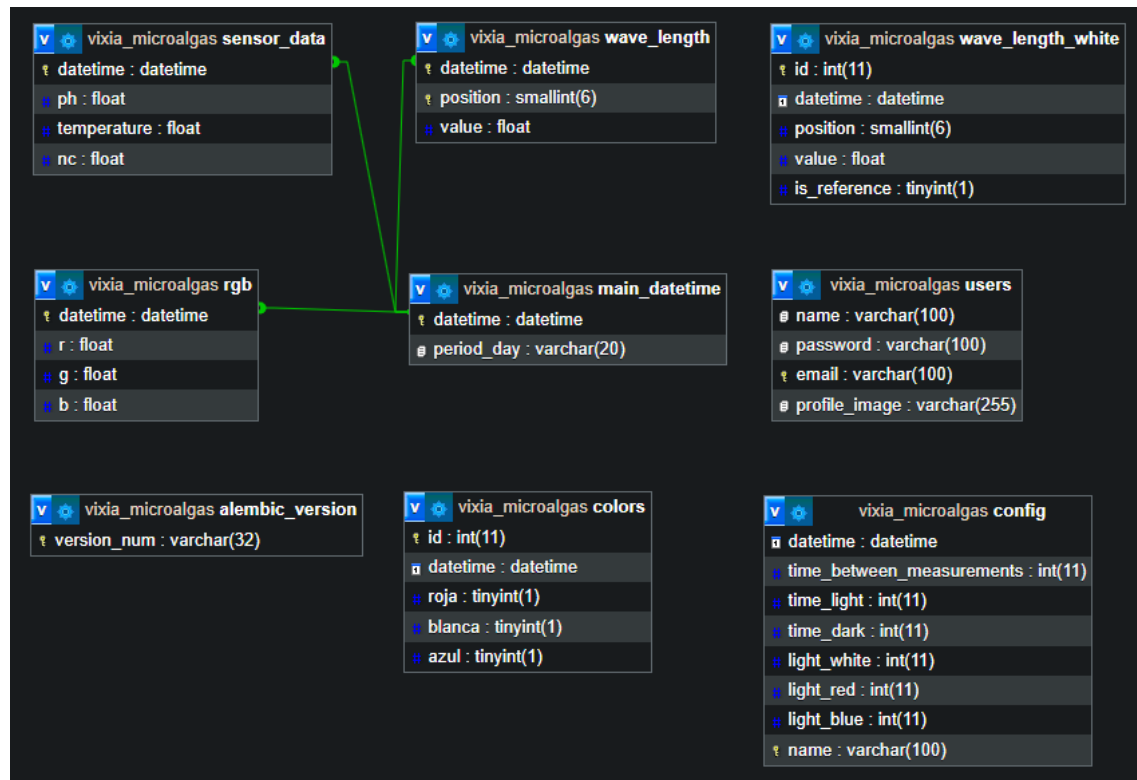 vixia_microalgas sensor_data
datetime : datetime
ph : float
temperature : float
nc : float
vixia_microalgas wave_length
datetime : datetime
position : smallint(6)
value : float
vixia_microalgas wave_length_white
id : int(11)
datetime : datetime
position : smallint(6)
value : float
is_reference : tinyint(1)
vixia_microalgas rgb
datetime : datetime
r : float
g : float
b : float
vixia_microalgas main_datetime
datetime : datetime
period_day : varchar(20)
vixia_microalgas users
name : varchar(100)
password : varchar(100)
email : varchar(100)
profile_image : varchar(255)
vixia_microalgas alembic_version
version_num : varchar(32)
vixia_microalgas colors
id : int(11)
datetime : datetime
roja : tinyint(1)
blanca : tinyint(1)
azul : tinyint(1)
vixia_microalgas config
datetime : datetime
time_between_measurements : int(11)
time_light : int(11)
time_dark : int(11)
light_white : int(11)
light_red : int(11)
light_blue : int(11)
name : varchar(100)